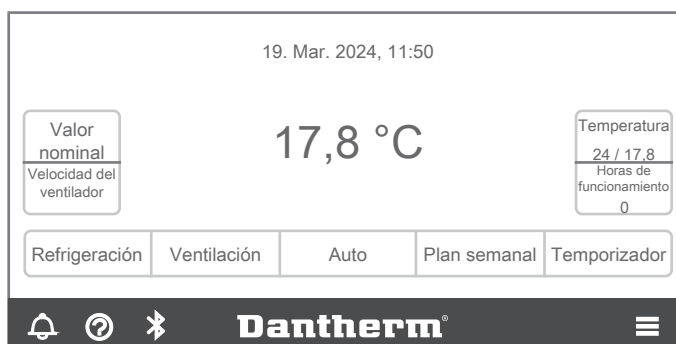 19. Mar. 2024, 11:50
17,8 °C
Valor
nominal
Velocidad del
ventilador
Temperatura
24 / 17,8
Horas de
funcionamiento
0
Refrigeración
Ventilación
Auto
Plan semanal
Temporizador
Dantherm®